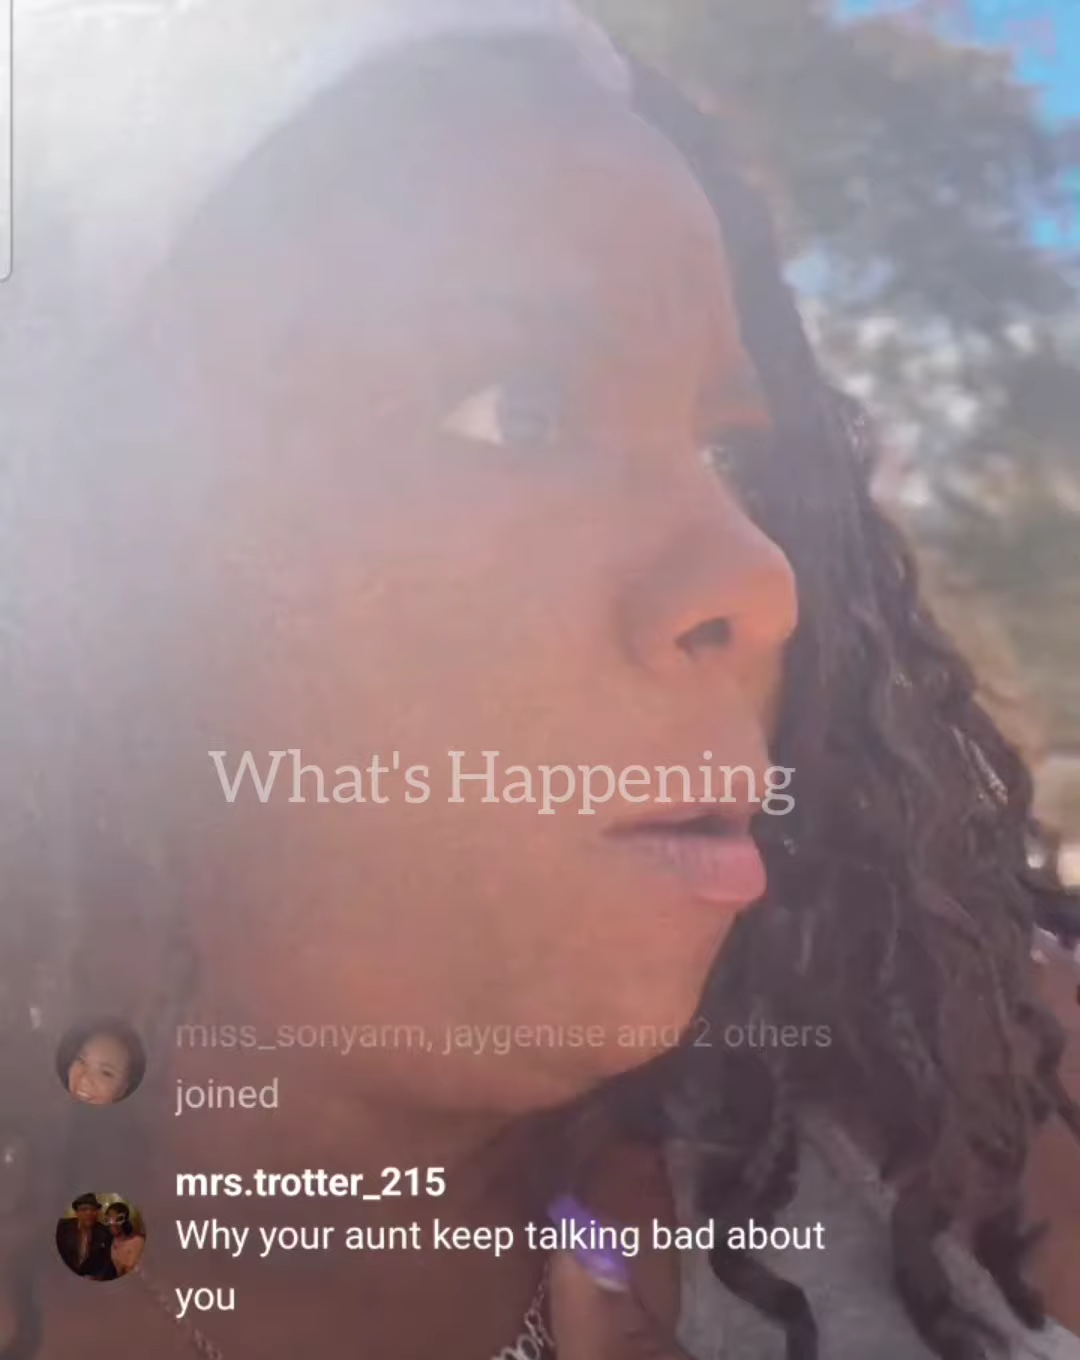 What's Happening
miss_sonyarm, jaygenise and 2 others
joined
mrs.trotter_215
Why your aunt keep talking bad about
you